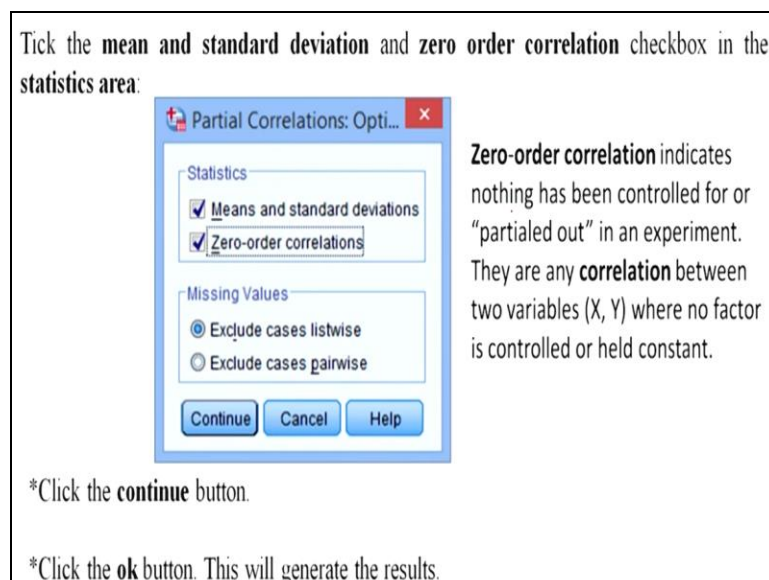 Tick the mean and standard deviation and zero order correlation checkbox in the
statistics area:
Partial Correlations: Opti...
Statistics
Means and standard deviations
Zero-order correlations
Missing Values
Exclude cases listwise
Exclude cases pairwise
Continue Cancel Help
Zero-order correlation indicates
nothing has been controlled for or
“partialed out” in an experiment.
They are any correlation between
two variables (X, Y) where no factor
is controlled or held constant.
*Click the continue button.
*Click the ok button. This will generate the results.